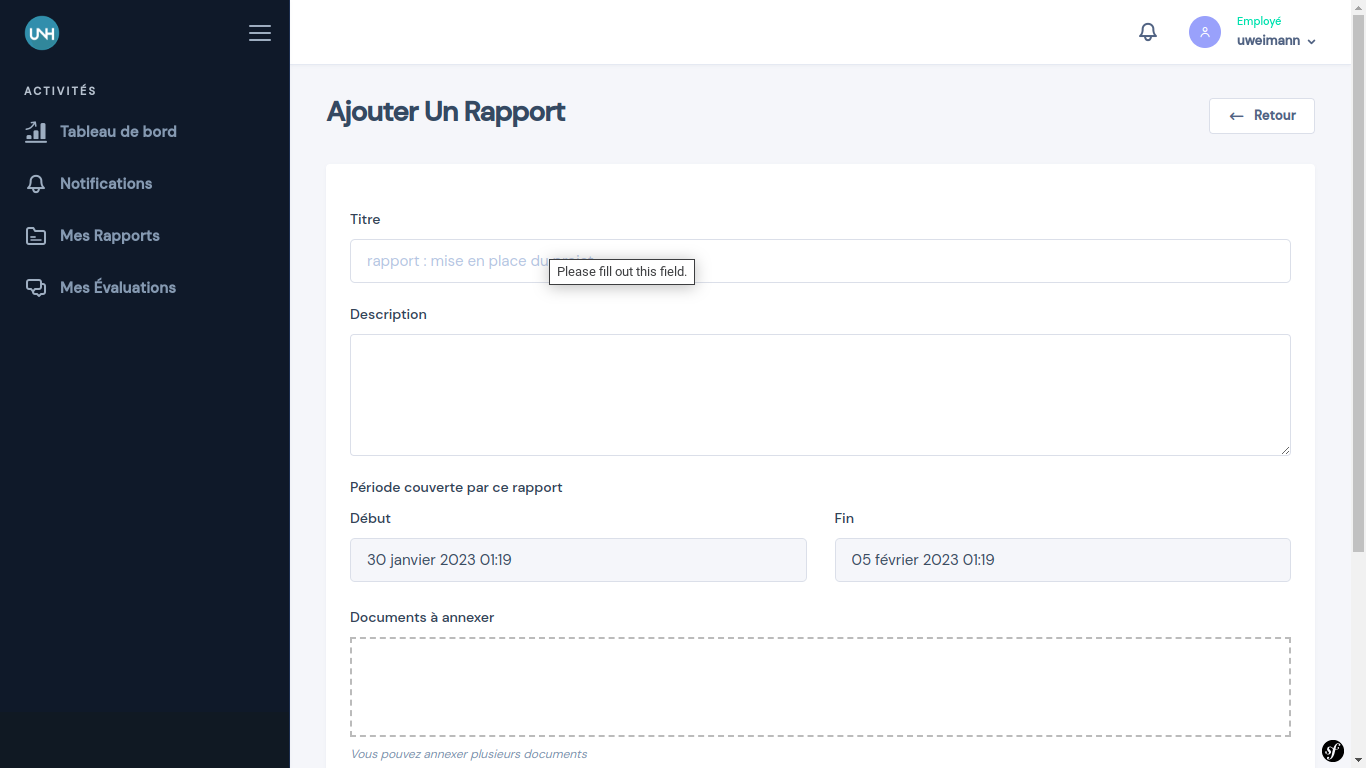 UNH
Employé
uweimann
ACTIVITÉS
Tableau de bord
Notifications
Mes Rapports
Mes Évaluations
Ajouter Un Rapport
Retour
Titre
rapport : mise en place du
Please fill out this field.
Description
Période couverte par ce rapport
Début
Fin
30 janvier 2023 01:19
05 février 2023 01:19
Documents à annexer
Vous pouvez annexer plusieurs documents
sf